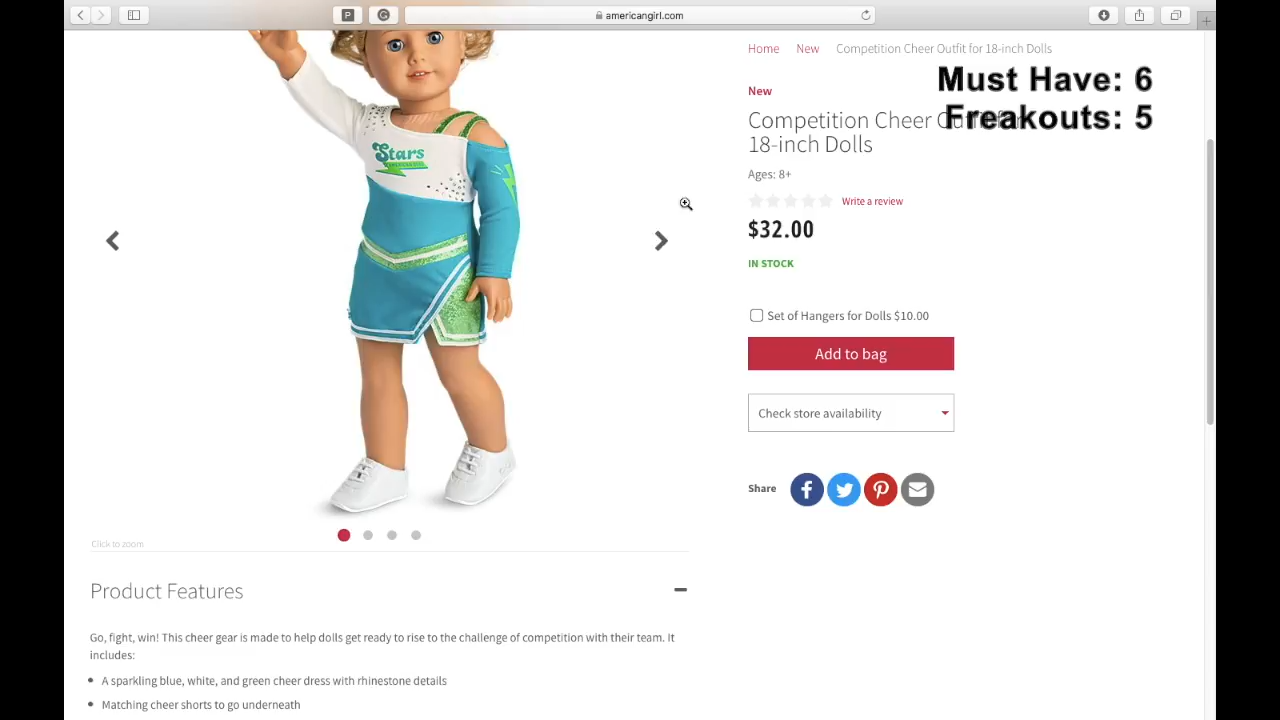 P
americangirl.com
Home New Competition Cheer Outfit for 18-inch Dolls
Must Have: 6
Freakouts: 5
New
Competition Cheer Outfit for
18-inch Dolls
Ages: 8+
Write a review
$32.00
IN STOCK
Set of Hangers for Dolls $10.00
Add to bag
Check store availability
Share
Stars
Click to zoom
Product Features
Go, fight, win! This cheer gear is made to help dolls get ready to rise to the challenge of competition with their team. It
includes:
A sparkling blue, white, and green cheer dress with rhinestone details
Matching cheer shorts to go underneath